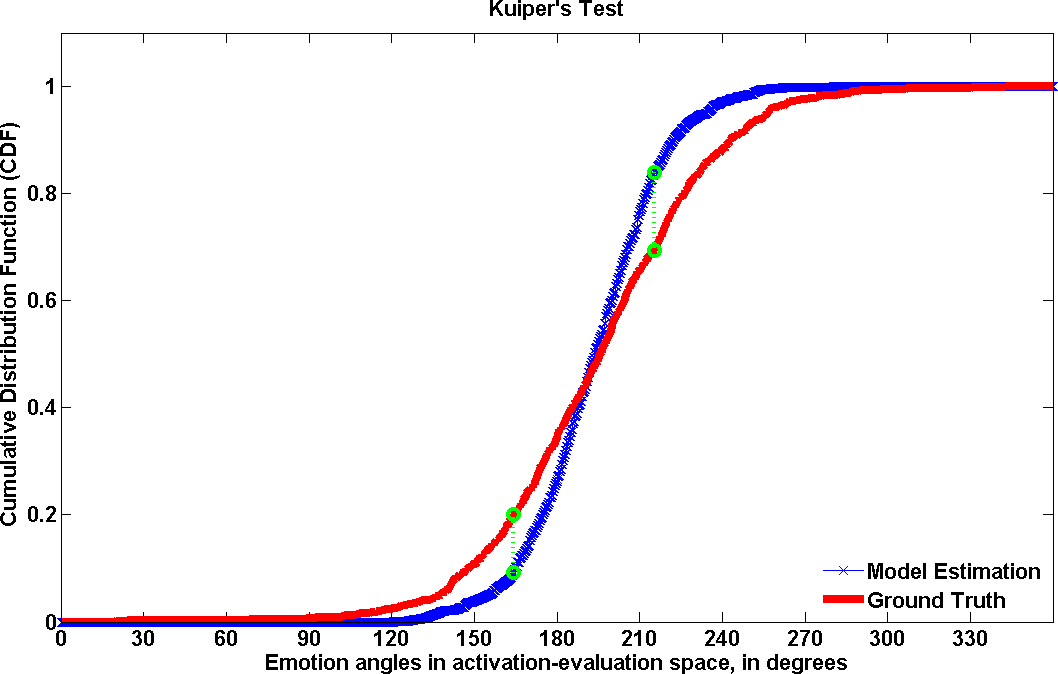 Kuiper's Test
Cumulative Distribution Function (CDF)
1
0.8
0.6
0.4
0.2
0
0 30 60 90 120 150 180 210 240 270 300 330
Emotion angles in activation-evaluation space, in degrees
Model Estimation
Ground Truth